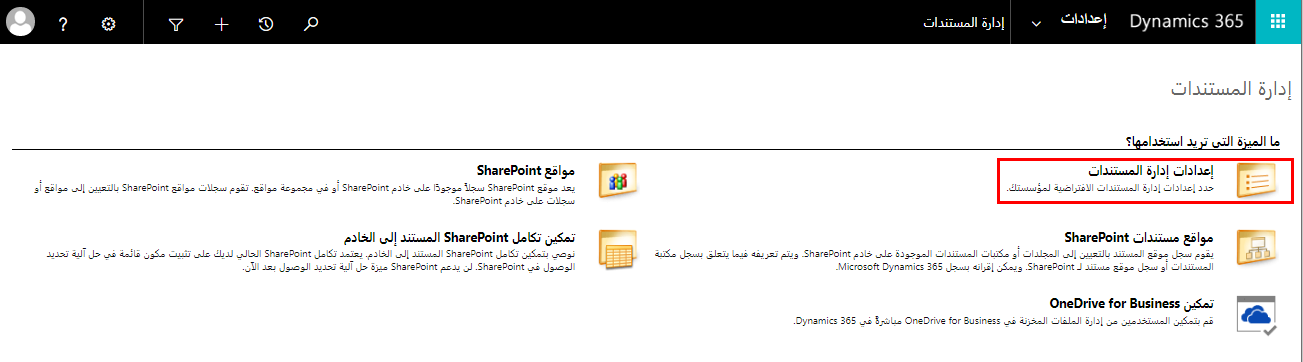 Dynamics 365
إعدادات
إدارة المستندات
?
إدارة المستندات
ما الميزة التي تريد استخدامها؟
إعدادات إدارة المستندات
حدد إعدادات إدارة المستندات الافتراضية لمؤسستك.
مواقع SharePoint
يعد موقع SharePoint سجلاً موجودًا على خادم SharePoint أو في مجموعة مواقع. تقوم سجلات مواقع SharePoint بالتعيين إلى مواقع أو
سجلات على خادم SharePoint.
مواقع مستندات SharePoint
يقوم سجل موقع المستند بالتعيين إلى المجلدات أو مكتبات المستندات الموجودة على خادم SharePoint. ويتم تعريفه فيما يتعلق بسجل مكتبة
المستندات أو سجل موقع مستند لـ SharePoint. ويمكن إقرانه بسجل Microsoft Dynamics 365.
تمكين تكامل SharePoint المستند إلى الخادم
نوصي بتمكين تكامل SharePoint المستند إلى الخادم. يعتمد تكامل SharePoint الحالي لديك على تثبيت مكون قائمة في حل آلية تحديد
الوصول في SharePoint. لن يدعم SharePoint ميزة حل آلية تحديد الوصول بعد الآن.
تمكين OneDrive for Business
قم بتمكين المستخدمين من إدارة الملفات المخزنة في OneDrive for Business مباشرةً في Dynamics 365.